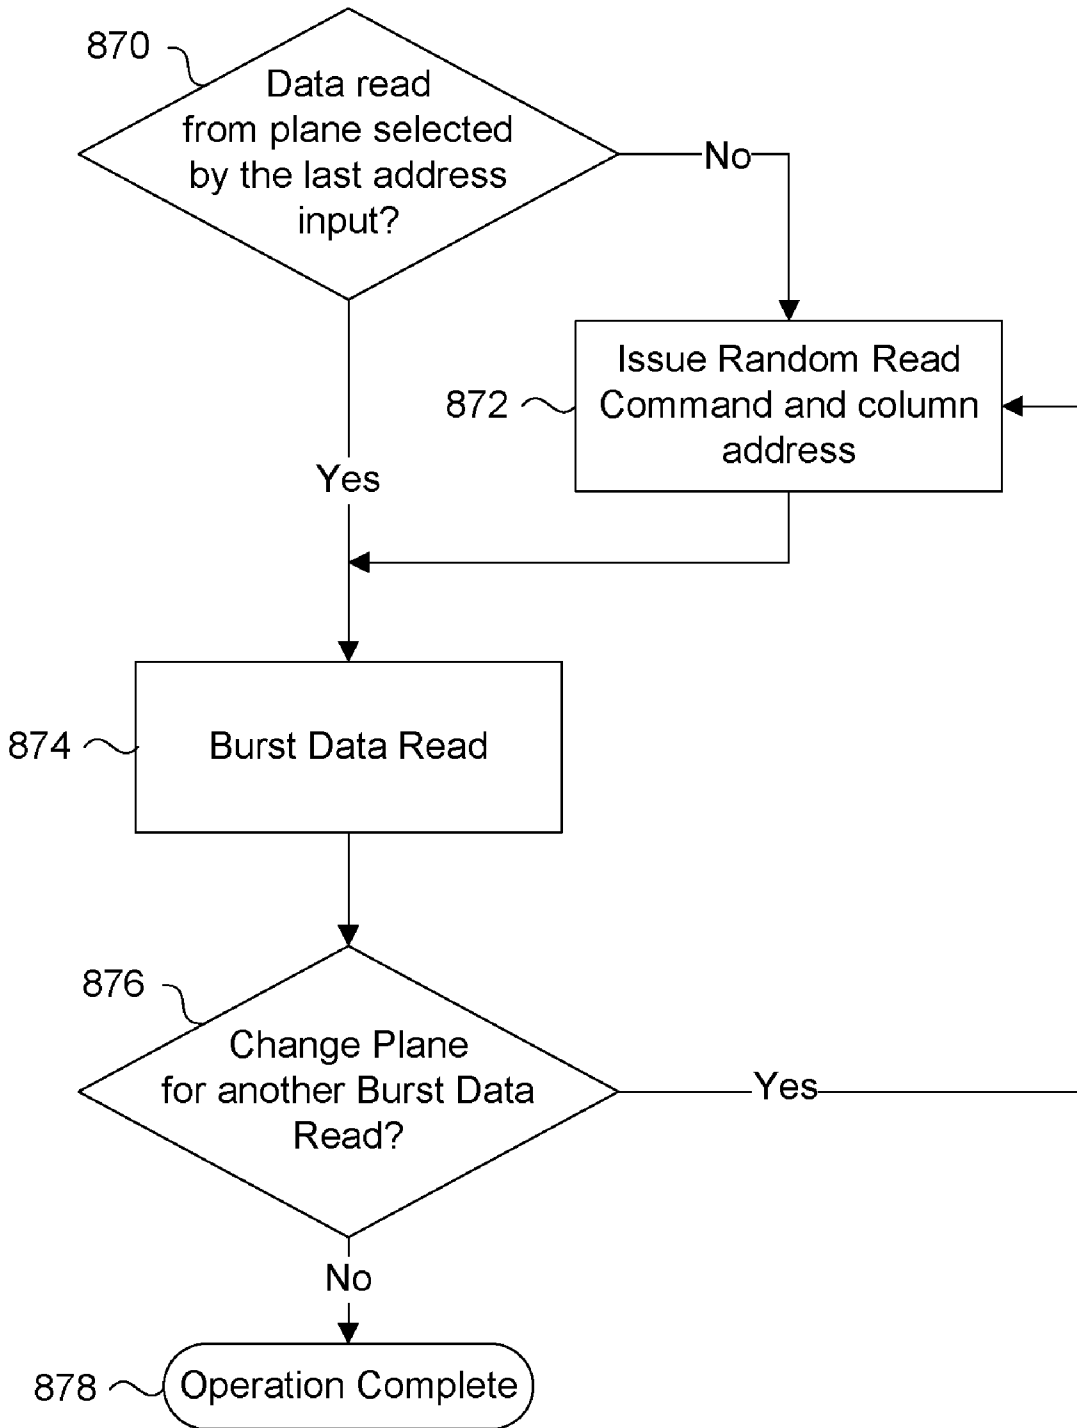 870
Data read
from plane selected
by the last address
input?
No
872
Issue Random Read
Command and column
address
Yes
874
Burst Data Read
876
Change Plane
for another Burst Data
Read?
Yes
No
878
Operation Complete